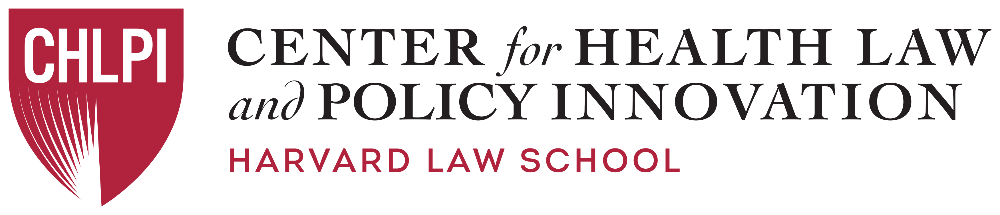 CHLPI
CENTER for HEALTH LAW
and POLICY INNOVATION
HARVARD LAW SCHOOL